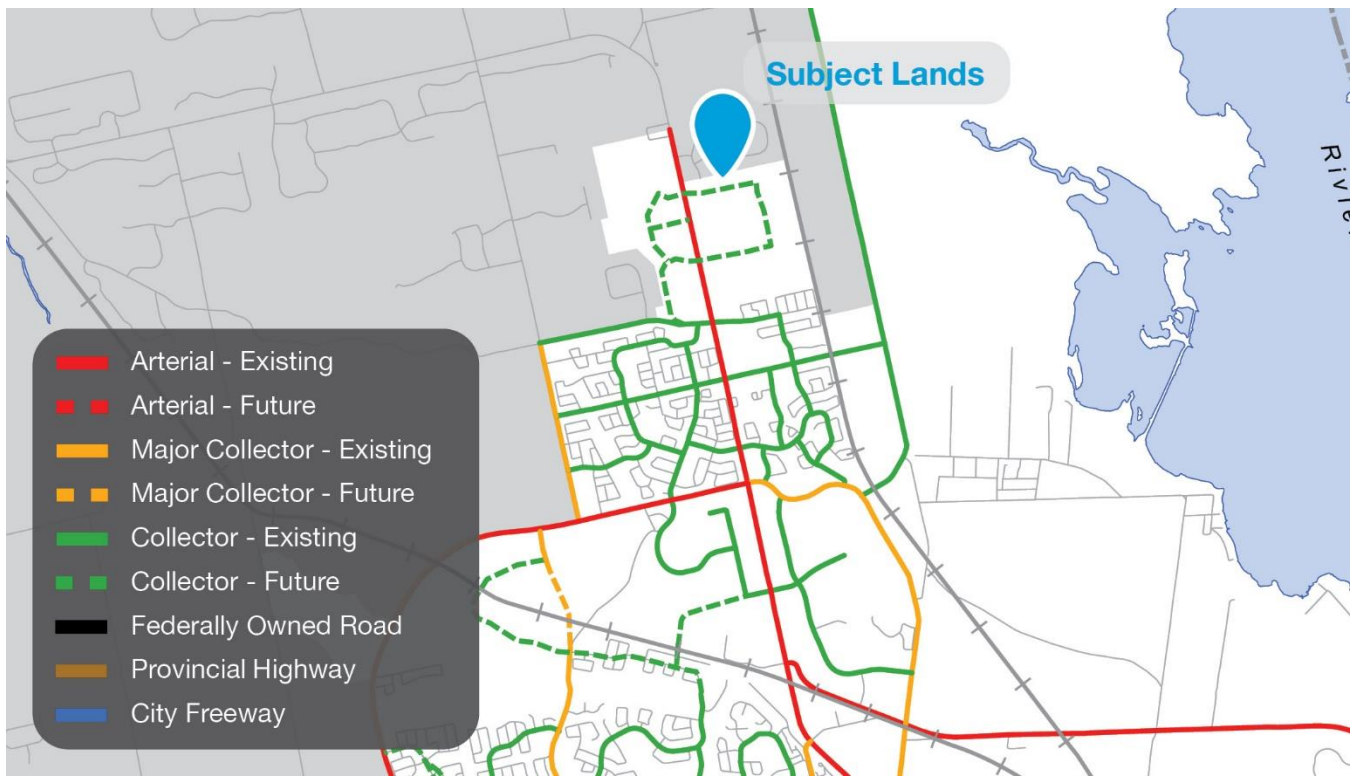 Subject Lands
Arterial - Existing
Arterial - Future
Major Collector - Existing
Major Collector - Future
Collector - Existing
Collector - Future
Federally Owned Road
Provincial Highway
City Freeway